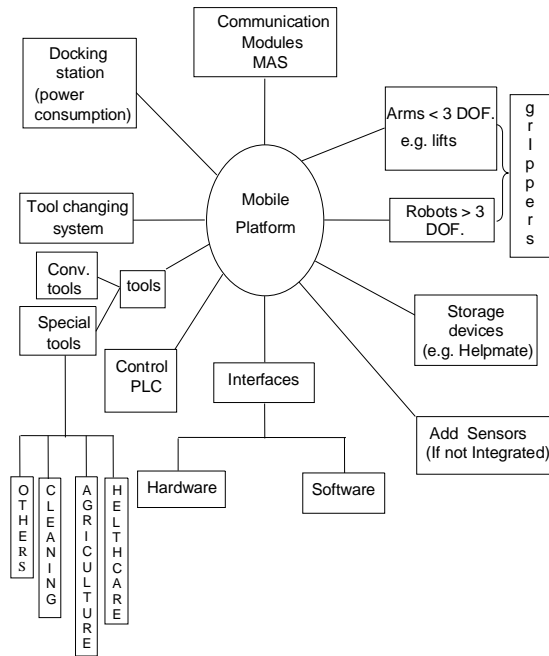 Communication
Modules
MAS
Docking
station
(power
consumption)
Arms < 3 DOF.
e.g. lifts
grIppers
Mobile
Platform
Tool changing
system
Robots > 3
DOF.
Conv.
tools
tools
Special
tools
Storage
devices
(e.g. Helpmate)
Control
PLC
Interfaces
Add Sensors
(If not Integrated)
Hardware
Software
OTHERS
CLEANING
AGRICULTURE
HELTHCARE